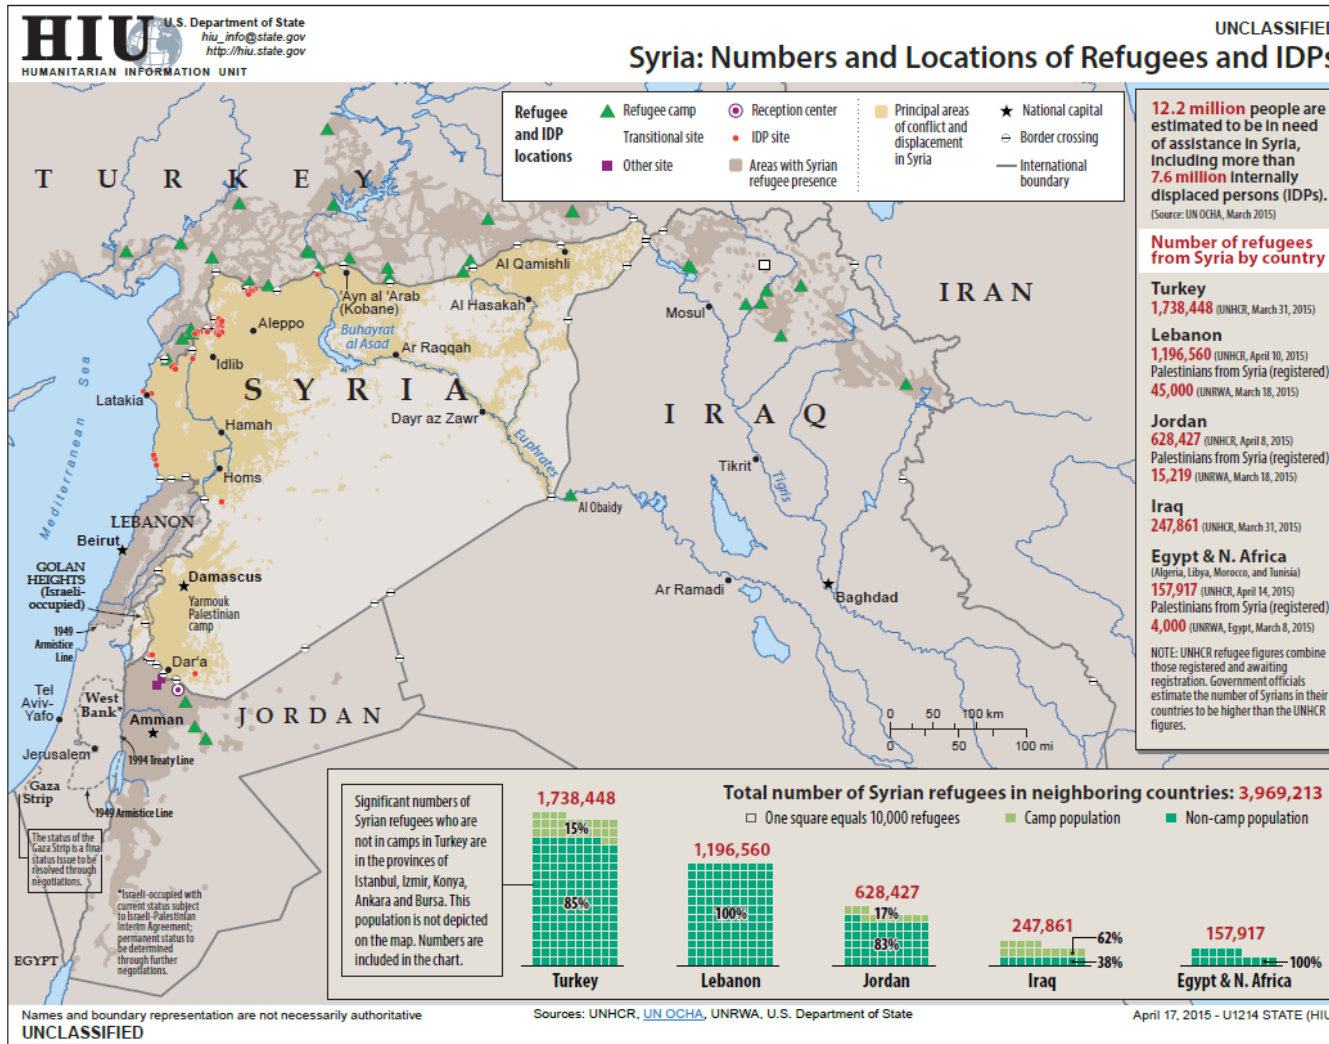 HIU
U.S. Department of State
hiu_info@state.gov
http://hiu.state.gov
HUMANITARIAN INFORMATION UNIT
UNCLASSIFIED
Syria: Numbers and Locations of Refugees and IDPs
Refugee and IDP locations
Refugee camp
Transitional site
Other site
Reception center
IDP site
Areas with Syrian
refugee presence
Principal areas
of conflict and
displacement
in Syria
National capital
Border crossing
International
boundary
12.2 million people are
estimated to be in need
of assistance in Syria,
including more than
7.6 million internally
displaced persons (IDPs).
(Source: UN OCHA, March 2015)
Number of refugees
from Syria by country
Turkey
1,738,448 (UNHCR, March 31, 2015)
Lebanon
1,196,560 (UNHCR, April 10, 2015)
Palestinians from Syria (registered)
45,000 (UNRWA, March 18, 2015)
Jordan
628,427 (UNHCR, April 8, 2015)
Palestinians from Syria (registered)
15,219 (UNRWA, March 18, 2015)
Iraq
247,861 (UNHCR, March 31, 2015)
Egypt & N. Africa
(Algeria, Libya, Morocco, and Tunisia)
157,917 (UNHCR, April 14, 2015)
Palestinians from Syria (registered)
4,000 (UNRWA, Egypt, March 8, 2015)
NOTE: UNHCR refugee figures combine
those registered and awaiting
registration. Government officials
estimate the number of Syrians in their
countries to be higher than the UNHCR
figures.
TURKEY
Al Qamishli
'Ayn al 'Arab
(Kobane)
Al Hasakah
Mosul
IRAN
Aleppo
Buhayrat
al Asad
Ar Raqqah
Idlib
SYRIA
Mediterranean Sea
Latakia
Dayr az Zawr
IRAQ
Hamah
Euphrates
Homs
Tikrit
Tigris
Al Obaidy
LEBANON
Beirut
GOLAN
HEIGHTS
(Israeli-
occupied)
Damascus
Yarmouk
Palestinian
camp
Ar Ramadi
Baghdad
1949
Armistice
Line
Dar'a
Tel
Aviv-
Yafo
West
Bank*
Amman
JORDAN
Jerusalem
1994 Treaty Line
Gaza
Strip
1949 Armistice Line
The status of the
Gaza Strip is a final
status issue to be
resolved through
negotiations.
*Israeli-occupied with
current status subject
to Israeli-Palestinian
Interim Agreement;
permanent status to
be determined
through further
negotiations.
EGYPT
0 50 100 km
0 50 100 mi
Significant numbers of
Syrian refugees who are
not in camps in Turkey are
in the provinces of
Istanbul, Izmir, Konya,
Ankara and Bursa. This
population is not depicted
on the map. Numbers are
included in the chart.
Total number of Syrian refugees in neighboring countries: 3,969,213
One square equals 10,000 refugees
Camp population
Non-camp population
1,738,448
15%
85%
Turkey
1,196,560
100%
Lebanon
628,427
17%
83%
Jordan
247,861
62%
38%
Iraq
157,917
100%
Egypt & N. Africa
Names and boundary representation are not necessarily authoritative
UNCLASSIFIED
Sources: UNHCR, UN OCHA, UNRWA, U.S. Department of State
April 17, 2015 - U1214 STATE (HIU